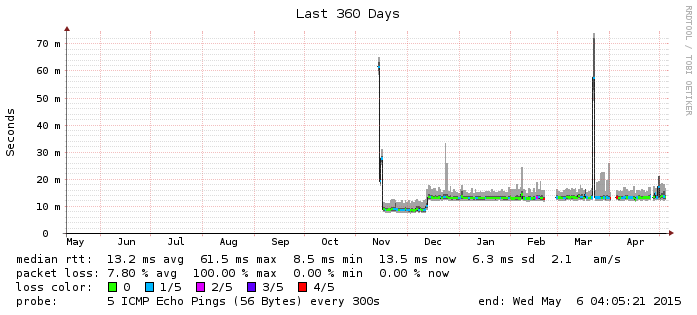 Last 360 Days
RRDTOOL / TOBI OETIKER
Seconds
70 m
60 m
50 m
40 m
30 m
20 m
10 m
0
May Jun Jul Aug Sep Oct Nov Dec Jan Feb Mar Apr
median rtt: 13.2 ms avg 61.5 ms max 8.5 ms min 13.5 ms now 6.3 ms sd 2.1 am/s
packet loss: 7.80 % avg 100.00 % max 0.00 % min 0.00 % now
loss color: 0 1/5 2/5 3/5 4/5
probe: 5 ICMP Echo Pings (56 Bytes) every 300s end: Wed May 6 04:05:21 2015